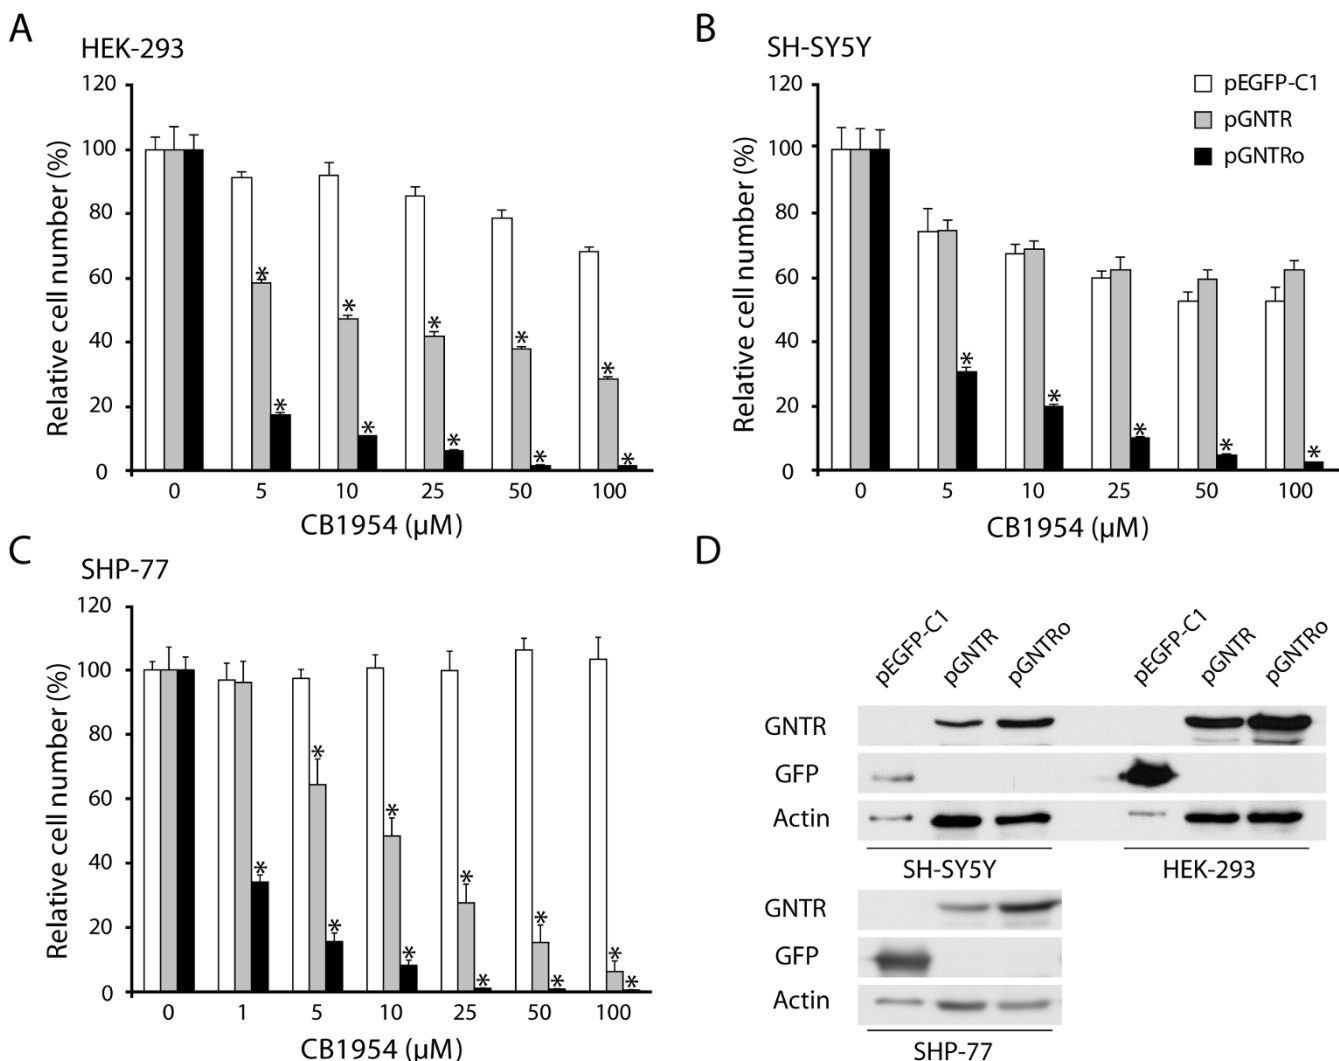 A
HEK-293
Relative cell number (%)
120
100
80
60
40
20
0
* * * * *
* * * * *
0 5 10 25 50 100
CB1954 (µM)
B
SH-SY5Y
pEGFP-C1
pGNTR
pGNTRo
Relative cell number (%)
120
100
80
60
40
20
0
* * * * *
0 5 10 25 50 100
CB1954 (µM)
C
SHP-77
Relative cell number (%)
120
100
80
60
40
20
0
* * * * *
* * * * * *
0 1 5 10 25 50 100
CB1954 (µM)
D
pEGFP-C1 pGNTR pGNTRo pEGFP-C1 pGNTR pGNTRo
GNTR
GFP
Actin
SH-SY5Y HEK-293
GNTR
GFP
Actin
SHP-77